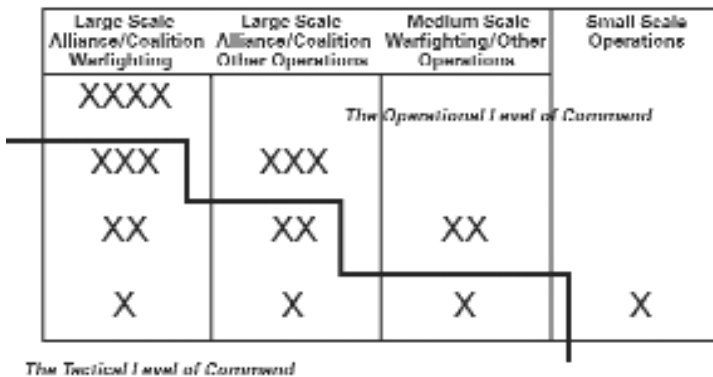 Large Scale
Alliance/Coalition
Warfighting
Large Scale
Alliance/Coalition
Other Operations
Medium Scale
Warfighting/Other
Operations
Small Scale
Operations
XXXX
The Operational Level of Command
XXX XXX
XX XX XX
X X X X
The Tactical Level of Command